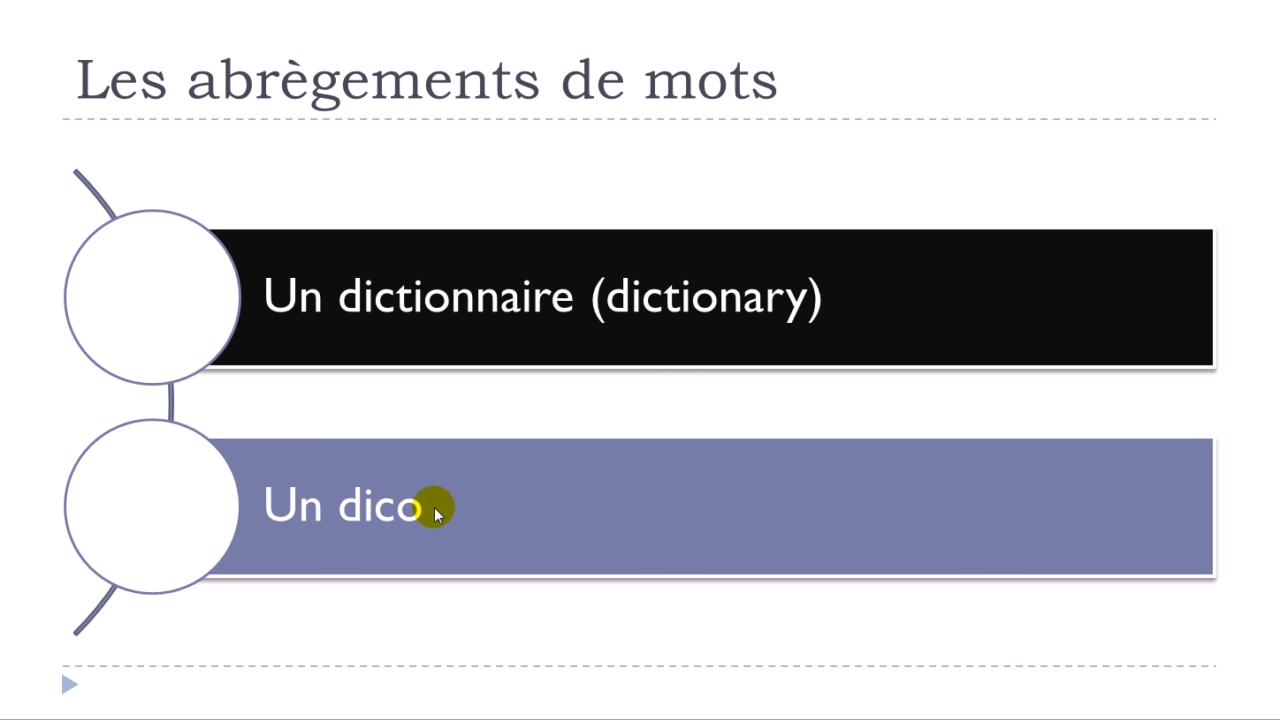 Les abrègements de mots
Un dictionnaire (dictionary)
Un dico